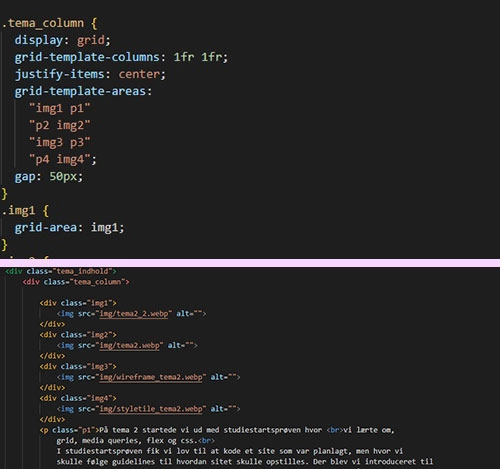 .tema_column {
display: grid;
grid-template-columns: 1fr 1fr;
justify-items: center;
grid-template-areas:
"img1 p1"
"p2 img2"
"img3 p3"
"p4 img4";
gap: 50px;
}
.img1 {
grid-area: img1;
}
<div class="tema_indhold">
<div class="tema_column">
<div class="img1">
<img src="img/tema2_2.webp" alt="">
</div>
<div class="img2">
<img src="img/tema2.webp" alt="">
</div>
<div class="img3">
<img src="img/wireframe_tema2.webp" alt="">
</div>
<div class="img4">
<img src="img/styletile_tema2.webp" alt="">
</div>
<p class="p1">På tema 2 startede vi ud med studiestartsprøven hvor <br>vi lærte om,
grid, media queries, flex og css.<br>
I studiestartsprøven fik vi lov til at kode et site som var planlagt, men hvor vi
skulle følge guidelines til hvordan sitet skulle opstilles. Der blev vi introduceret til